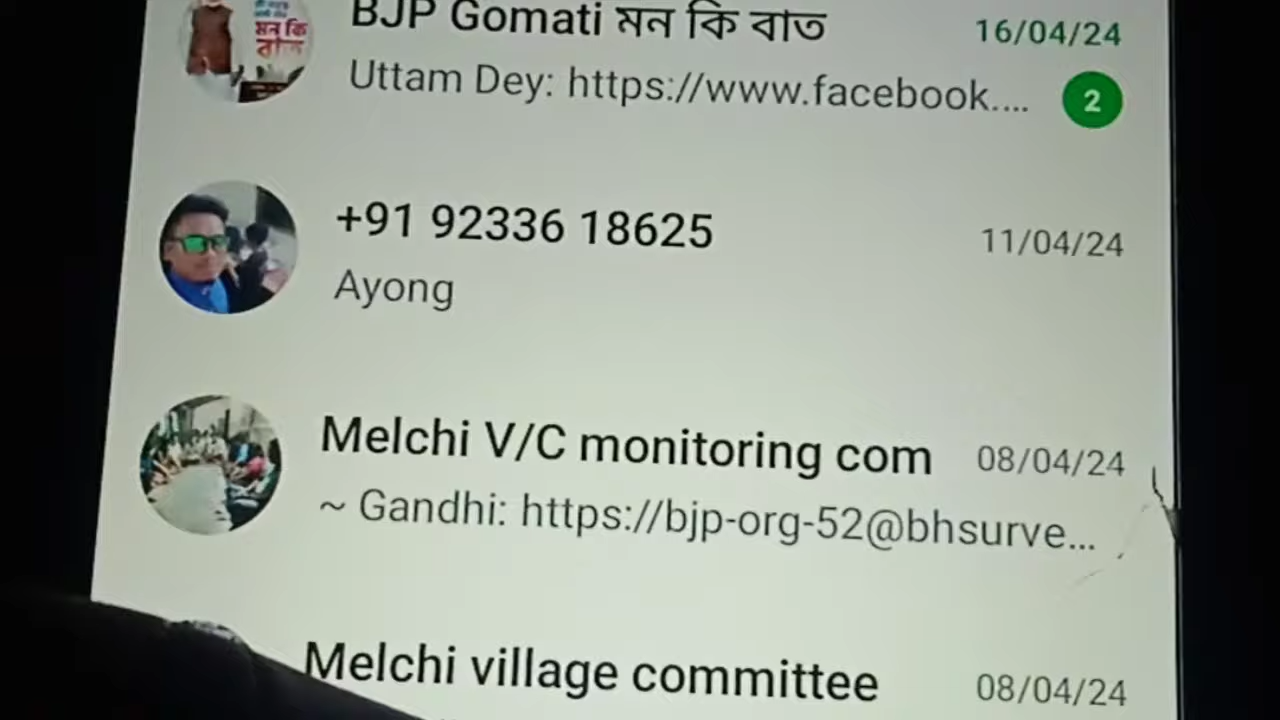 মন কি
বাত
BJP Gomati মন কি বাত
16/04/24
Uttam Dey: https://www.facebook....
2
+91 92336 18625
11/04/24
Ayong
Melchi V/C monitoring com
08/04/24
~ Gandhi: https://bjp-org-52@bhsurve...
Melchi village committee
08/04/24